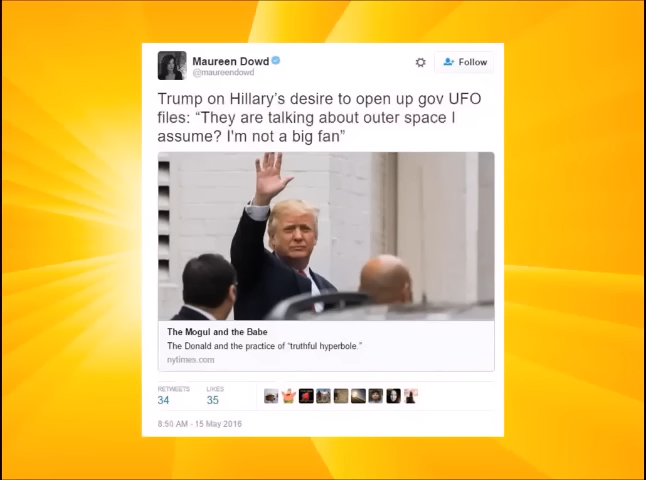 Maureen Dowd
@maureendowd
Follow
Trump on Hillary's desire to open up gov UFO
files: “They are talking about outer space I
assume? I'm not a big fan”
The Mogul and the Babe
The Donald and the practice of “truthful hyperbole.”
nytimes.com
RETWEETS LIKES
34 35
8:50 AM - 15 May 2016